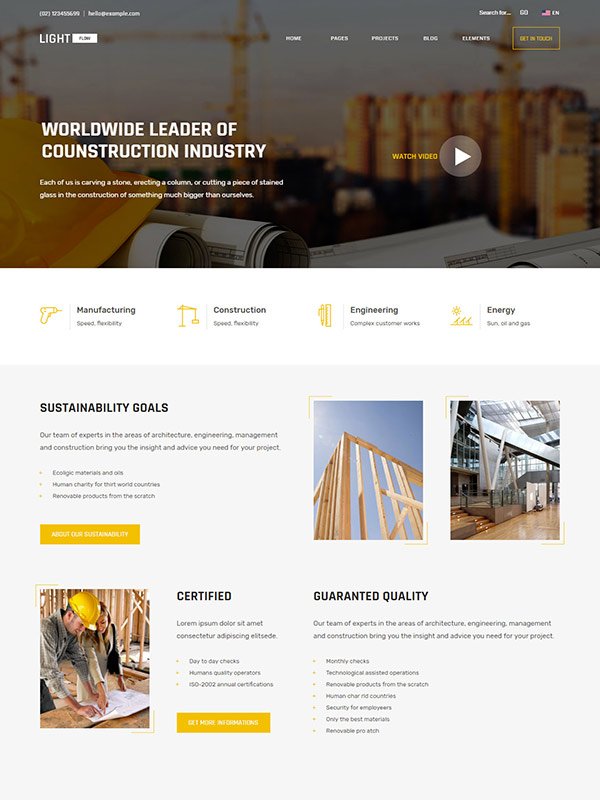 (02) 123455699 | hello@example.com
Search for... GO EN
LIGHT FLOW
HOME PAGES PROJECTS BLOG ELEMENTS GET IN TOUCH
WORLDWIDE LEADER OF
COUNSTRUCTION INDUSTRY
WATCH VIDEO
Each of us is carving a stone, erecting a column, or cutting a piece of stained
glass in the construction of something much bigger than ourselves.
Manufacturing
Speed, flexibility
Construction
Speed, flexibility
Engineering
Complex customer works
Energy
Sun, oil and gas
SUSTAINABILITY GOALS
Our team of experts in the areas of architecture, engineering, management
and construction bring you the insight and advice you need for your project.
Ecoligic materials and oils
Human charity for thirt world countries
Renovable products from the scratch
ABOUT OUR SUSTAINABILITY
CERTIFIED
Lorem ipsum dolor sit amet
consectetur adipiscing elitsede.
Day to day checks
Humans quality operators
ISO-2002 annual certifications
GET MORE INFORMATIONS
GUARANTED QUALITY
Our team of experts in the areas of architecture, engineering, management
and construction bring you the insight and advice you need for your project.
Monthly checks
Technological assisted operations
Renovable products from the scratch
Human char rid countries
Security for employeers
Only the best materials
Renovable pro atch